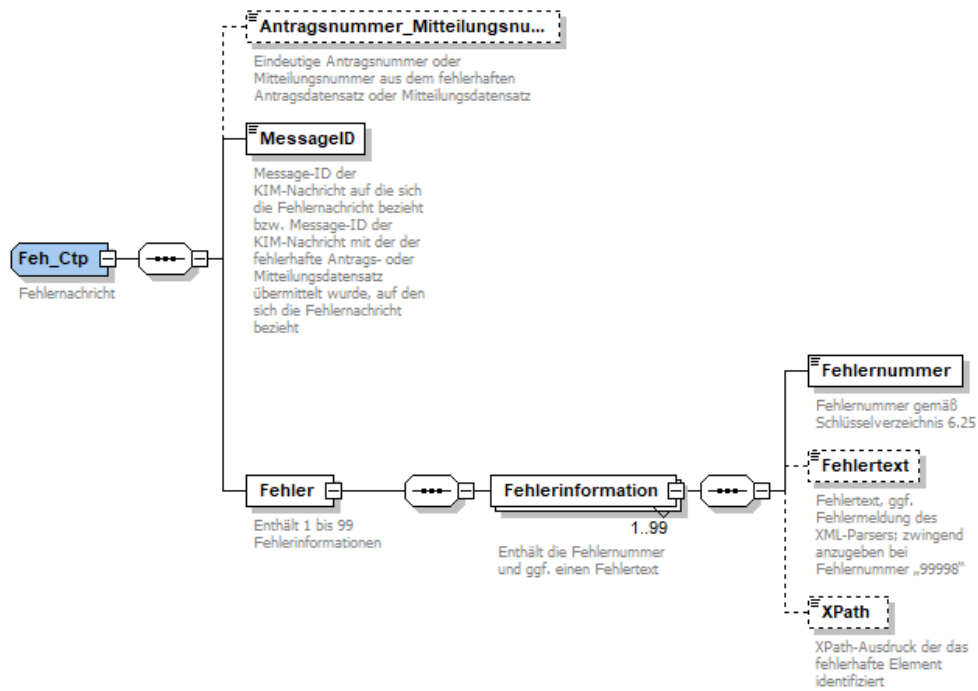 Antragsnummer_Mitteilungsnu...
Eindeutige Antragsnummer oder
Mitteilungsnummer aus dem fehlerhaften
Antragsdatensatz oder Mitteilungsdatensatz
MessageID
Message-ID der
KIM-Nachricht auf die sich
die Fehlernachricht bezieht
bzw. Message-ID der
KIM-Nachricht mit der der
fehlerhafte Antrags- oder
Mitteilungsdatensatz
übermittelt wurde, auf den
sich die Fehlernachricht
bezieht
Feh_Ctp
Fehlernachricht
Fehler
Enthält 1 bis 99
Fehlerinformationen
Fehlerinformation
1..99
Enthält die Fehlernummer
und ggf. einen Fehlertext
Fehlernummer
Fehlernummer gemäß
Schlüsselverzeichnis 6.25
Fehlertext
Fehlertext, ggf.
Fehlermeldung des
XML-Parsers; zwingend
anzugeben bei
Fehlernummer „99998"
XPath
XPath-Ausdruck der das
fehlerhafte Element
identifiziert